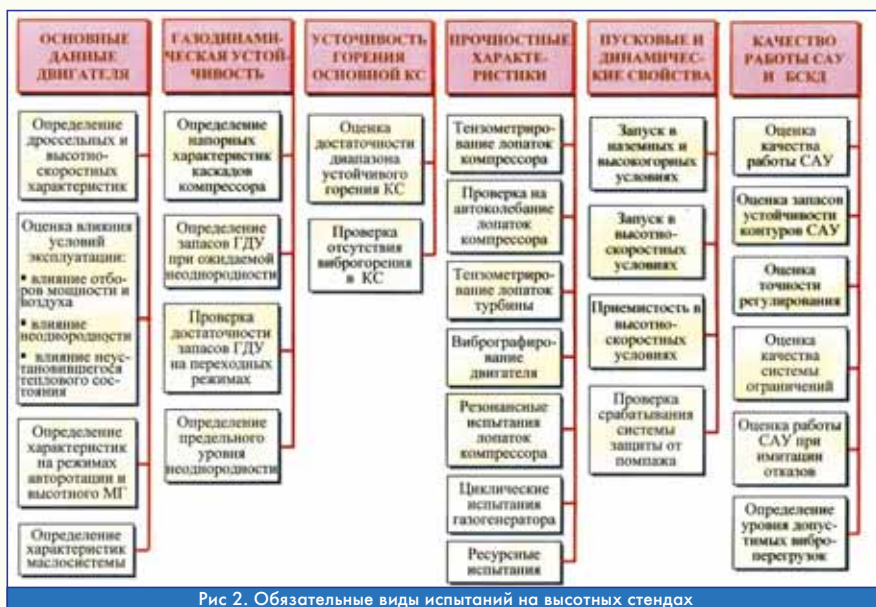 ОСНОВНЫЕ
ДАННЫЕ
ДВИГАТЕЛЯ
Определение
дроссельных и
высотно-
скоростных
характеристик
Оценка влияния
условий
эксплуатации:
▪ влияние отбо-
ров мощности и
воздуха
▪ влияние
неоднородности
▪ влияние неус-
тановившегося
теплового сос-
тояния
Определение
характеристик
на режимах
авторотации и
высотного МГ
Определение
характеристик
маслосистемы
ГАЗОДИНАМИ-
ЧЕСКАЯ УСТОЙ-
ЧИВОСТЬ
Определение
напорных
характеристик
каскадов
компрессора
Определение
запасов ГДУ
при ожидаемой
неоднородности
Проверка
достаточности
запасов ГДУ
на переходных
режимах
Определение
предельного
уровня
неоднородности
УСТОЧИВОСТЬ
ГОРЕНИЯ
ОСНОВНОЙ КС
Оценка
достаточности
диапазона
устойчивого
горения КС
Проверка
отсутствия
виброгорения
в КС
ПРОЧНОСТНЫЕ
ХАРАКТЕ-
РИСТИКИ
Тензометриро-
вание лопаток
компрессора
Проверка на
автоколебание
лопаток
компрессора
Тензометриро-
вание лопаток
турбины
Вибрографиро-
вание
двигателя
Резонансные
испытания
лопаток
компрессора
Циклические
испытания
газогенератора
Ресурсные
испытания
ПУСКОВЫЕ И
ДИНАМИЧЕС-
КИЕ СВОЙСТВА
Запуск в
наземных и
высокогорных
условиях
Запуск в
высотно-
скоростных
условиях
Приемистость в
высотно-
скоростных
условиях
Проверка
срабатывания
системы
защиты от
помпажа
КАЧЕСТВО
РАБОТЫ САУ
И БСКД
Оценка
качества
работы САУ
Оценка запасов
устойчивости
контуров САУ
Оценка
точности
регулирования
Оценка
качества
системы
ограничений
Оценка работы
САУ при
имитации
отказов
Определение
уровня допус-
тимых вибро-
перегрузок
Рис 2. Обязательные виды испытаний на высотных стендах